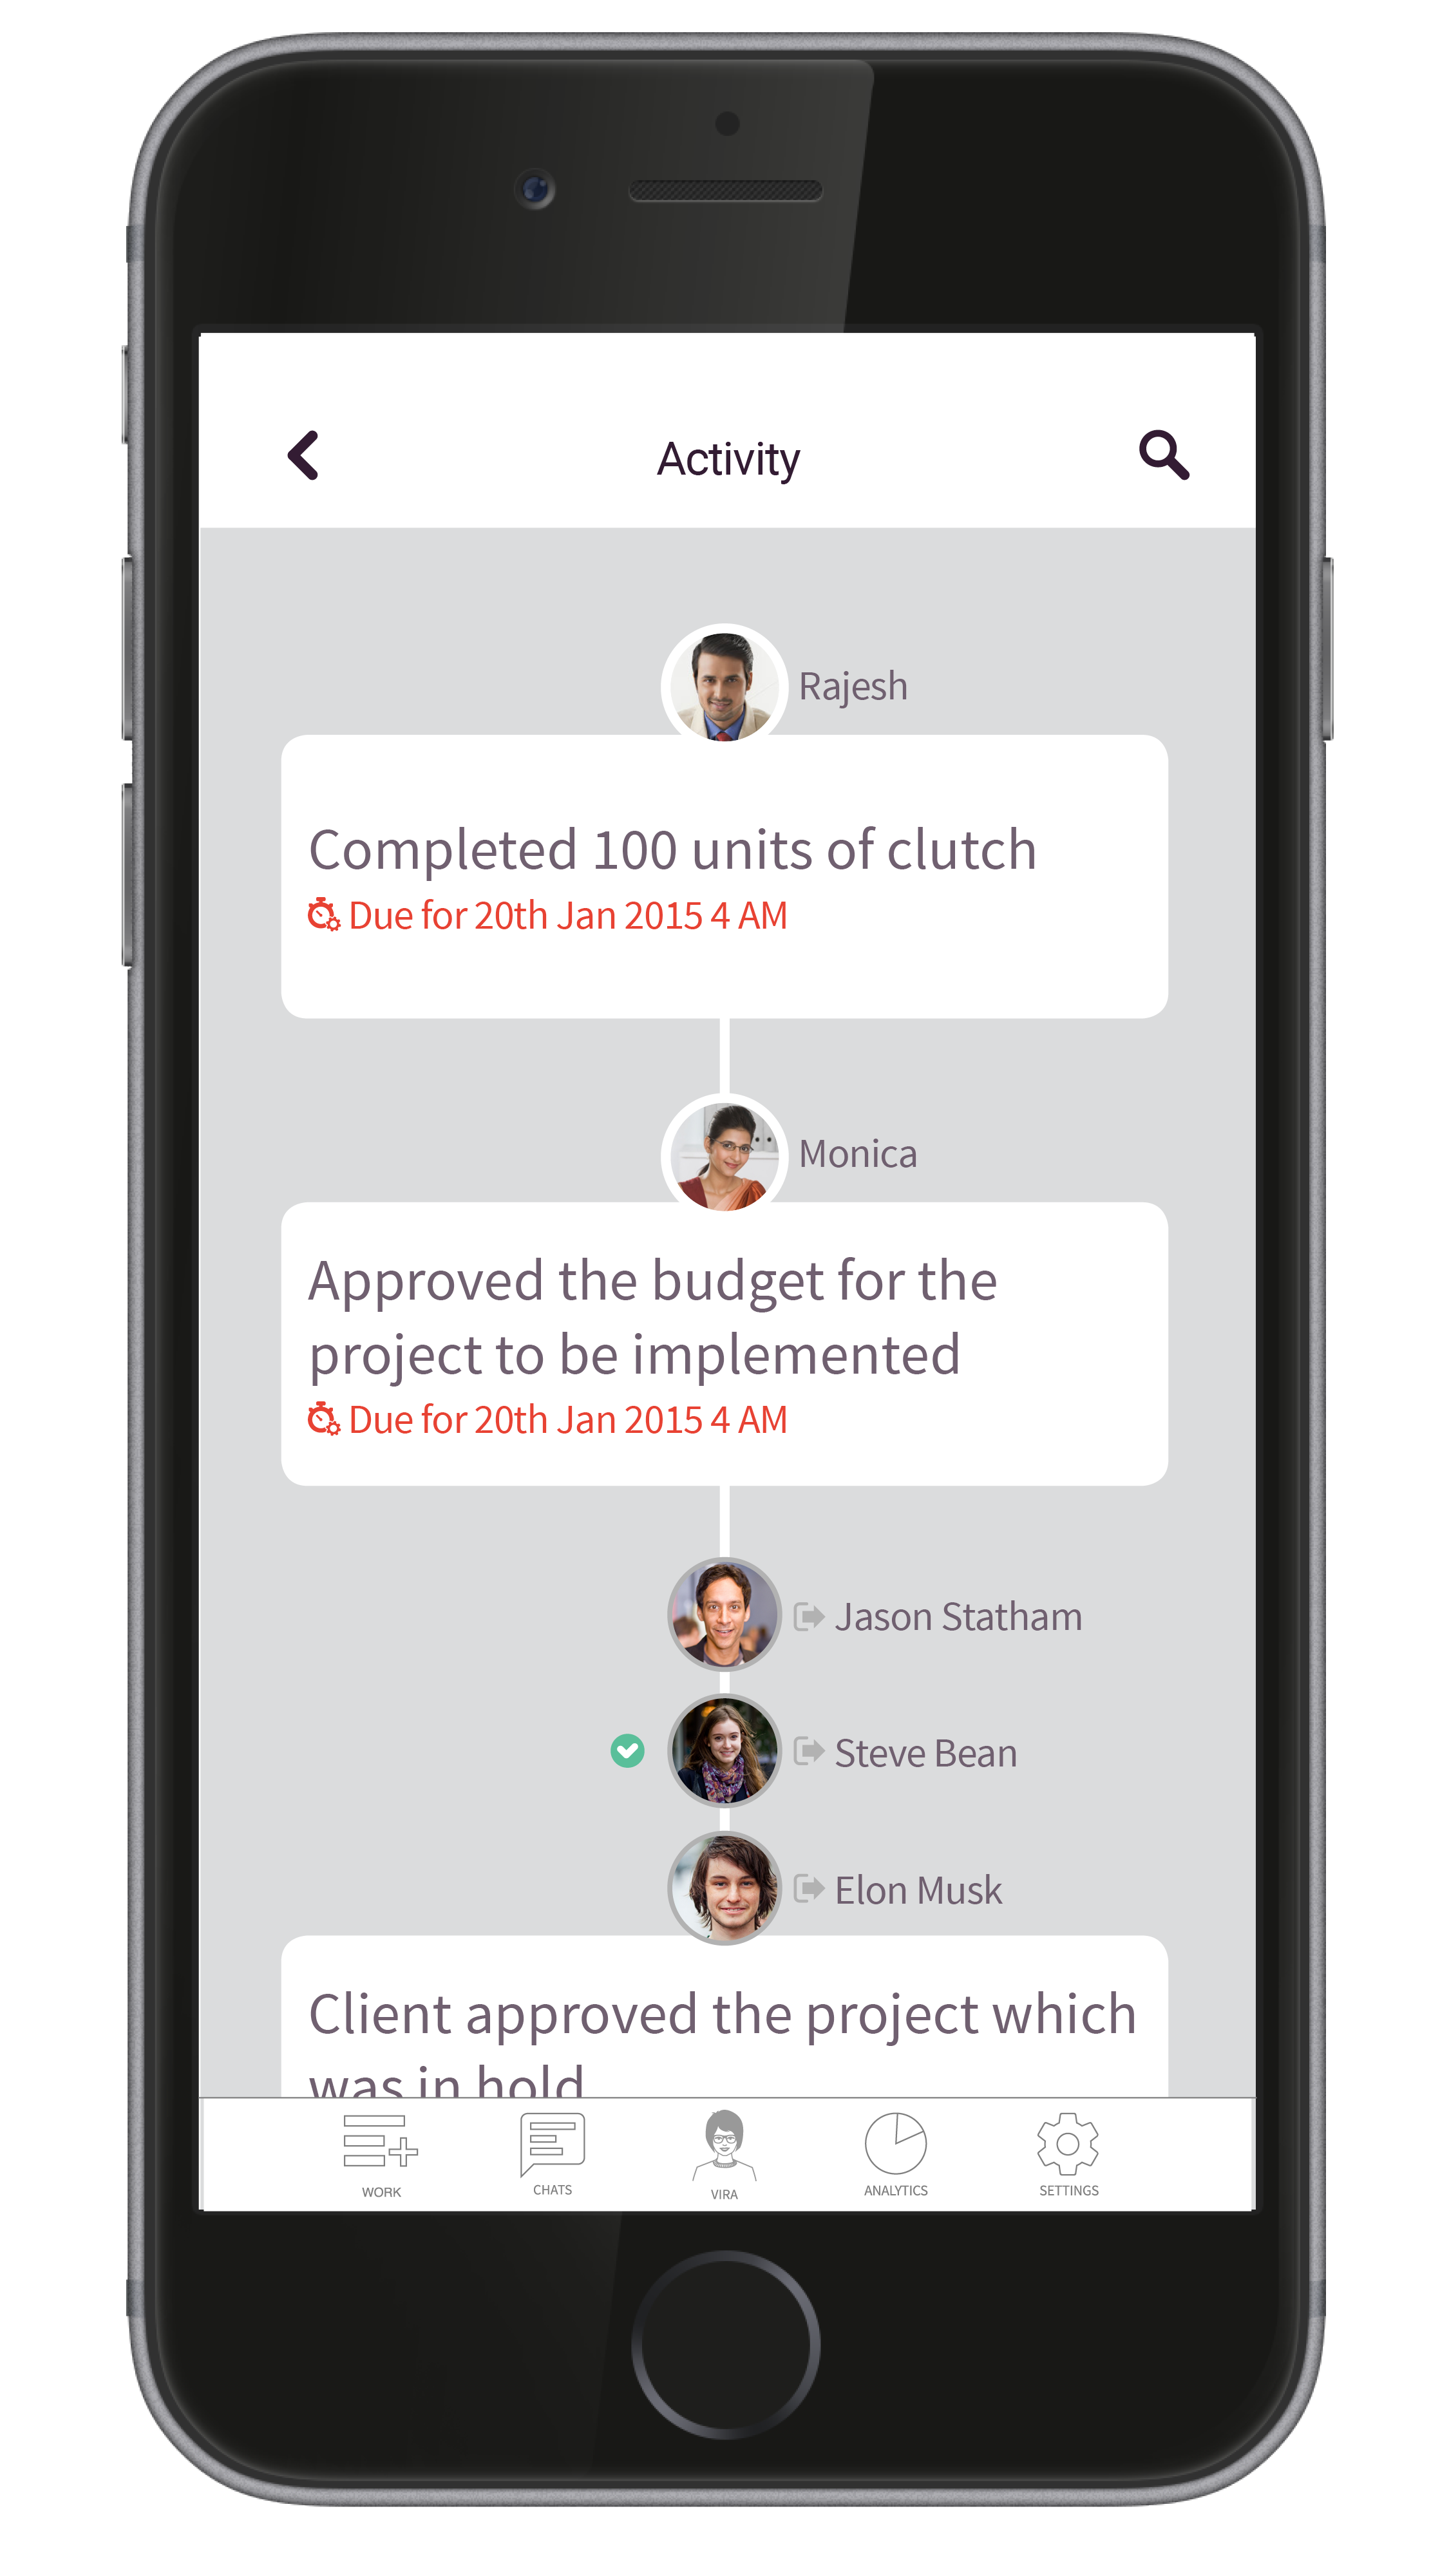 Activity
Rajesh
Completed 100 units of clutch
Due for 20th Jan 2015 4 AM
Monica
Approved the budget for the
project to be implemented
Due for 20th Jan 2015 4 AM
Jason Statham
Steve Bean
Elon Musk
Client approved the project which
was in hold
WORK
CHATS
VIRA
ANALYTICS
SETTINGS